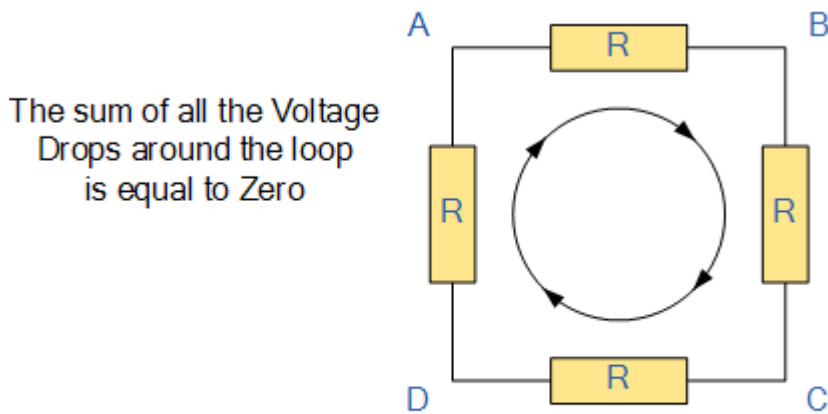 A
B
R
The sum of all the Voltage
Drops around the loop
is equal to Zero
R
R
R
D
C